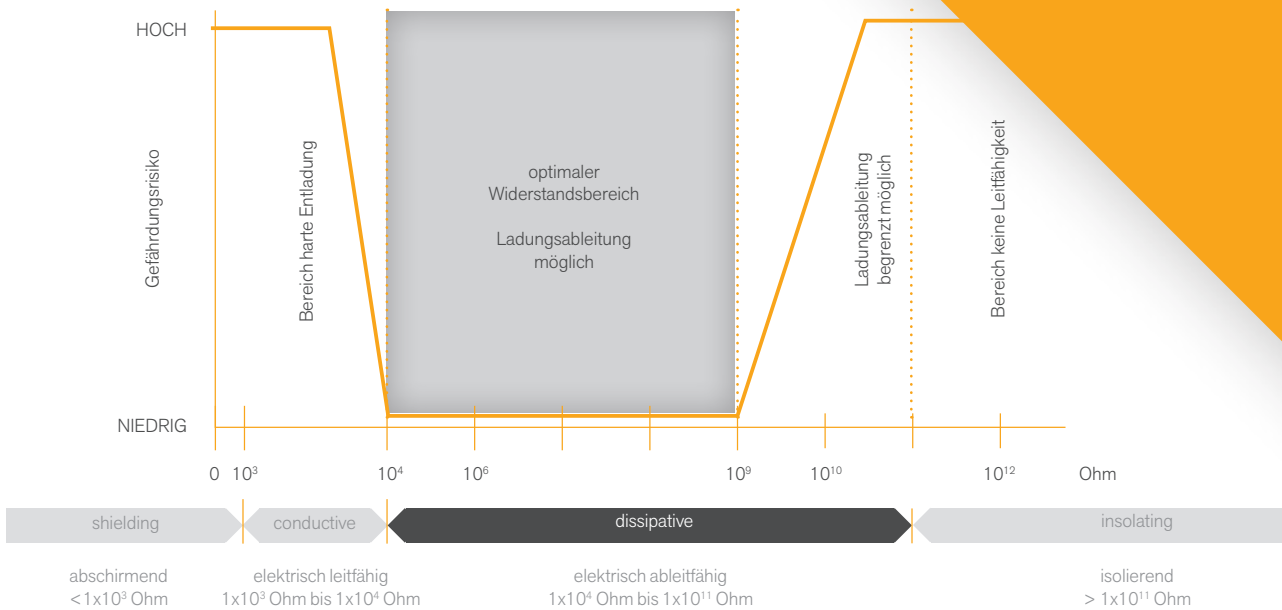 HOCH
Gefährdungsrisiko
Bereich harte Entladung
optimaler
Widerstandsbereich
Ladungsableitung
möglich
Ladungsableitung
begrenzt möglich
Bereich keine Leitfähigkeit
NIEDRIG
0 10³ 10⁴ 10⁶ 10⁹ 10¹⁰ 10¹² Ohm
shielding conductive dissipative insolating
abschirmend elektrisch leitfähig elektrisch ableitfähig isolierend
<1x10³ Ohm 1x10³ Ohm bis 1x10⁴ Ohm 1x10⁴ Ohm bis 1x10¹¹ Ohm > 1x10¹¹ Ohm